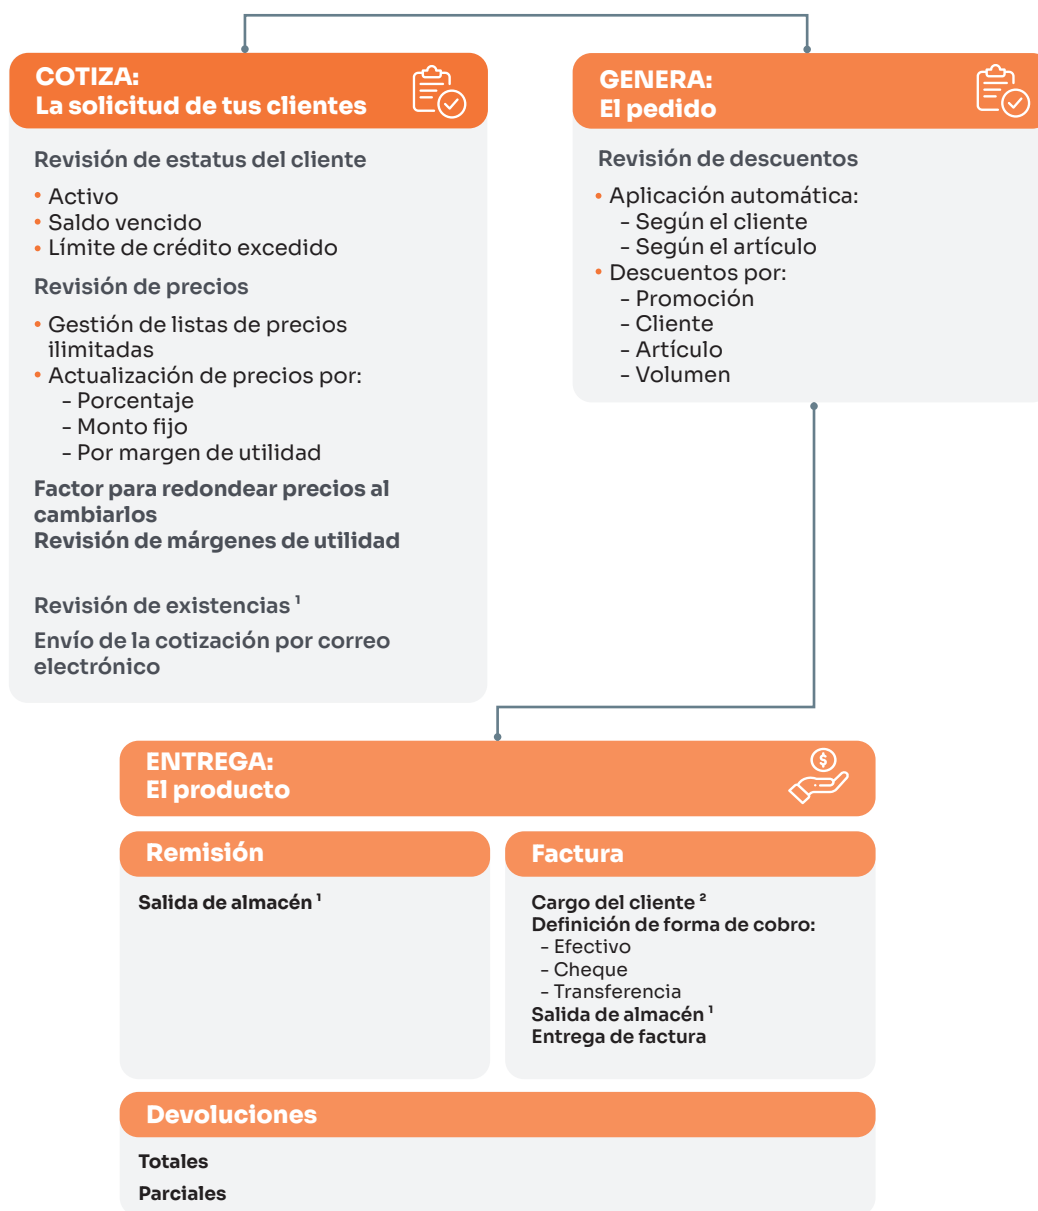 COTIZA:
La solicitud de tus clientes
Revisión de estatus del cliente
• Activo
• Saldo vencido
• Límite de crédito excedido
Revisión de precios
• Gestión de listas de precios
ilimitadas
• Actualización de precios por:
- Porcentaje
- Monto fijo
- Por margen de utilidad
Factor para redondear precios al
cambiarlos
Revisión de márgenes de utilidad
Revisión de existencias ¹
Envío de la cotización por correo
electrónico
GENERA:
El pedido
Revisión de descuentos
• Aplicación automática:
- Según el cliente
- Según el artículo
• Descuentos por:
- Promoción
- Cliente
- Artículo
- Volumen
ENTREGA:
El producto
Remisión
Salida de almacén ¹
Factura
Cargo del cliente ²
Definición de forma de cobro:
- Efectivo
- Cheque
- Transferencia
Salida de almacén ¹
Entrega de factura
Devoluciones
Totales
Parciales